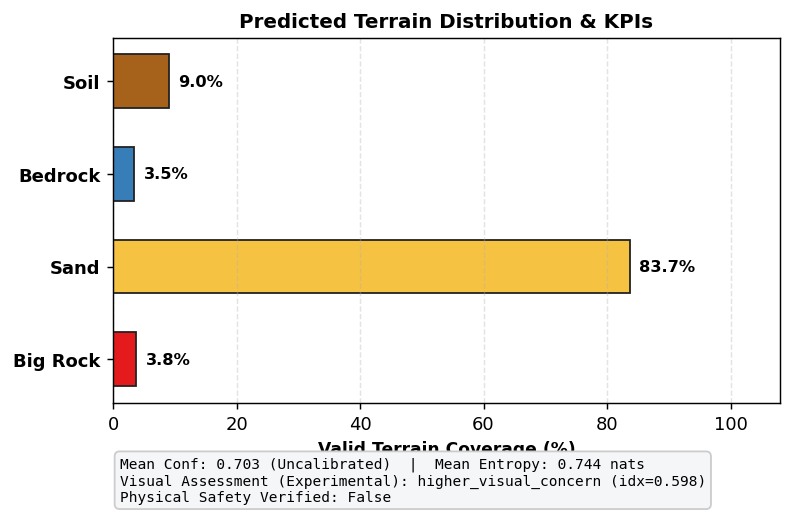 Predicted Terrain Distribution & KPIs
Soil
9.0%
Bedrock
3.5%
Sand
83.7%
Big Rock
3.8%
0 20 40 60 80 100
Valid Terrain Coverage (%)
Mean Conf: 0.703 (Uncalibrated) | Mean Entropy: 0.744 nats
Visual Assessment (Experimental): higher_visual_concern (idx=0.598)
Physical Safety Verified: False